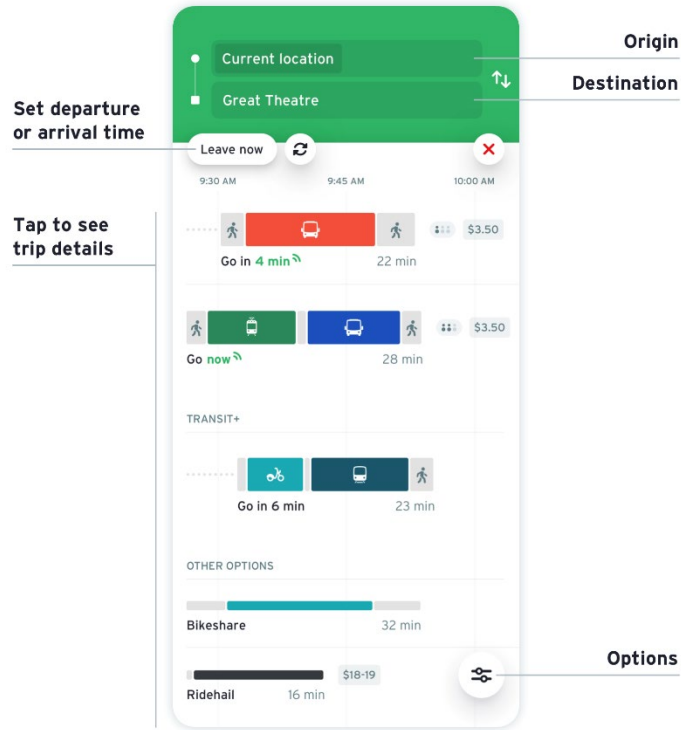 Origin
Current location
Destination
Great Theatre
Set departure
or arrival time
Leave now
9:30 AM 9:45 AM 10:00 AM
Tap to see
trip details
$3.50
Go in 4 min 22 min
$3.50
Go now 28 min
TRANSIT+
Go in 6 min 23 min
OTHER OPTIONS
Bikeshare 32 min
Options
$18-19
Ridehail 16 min